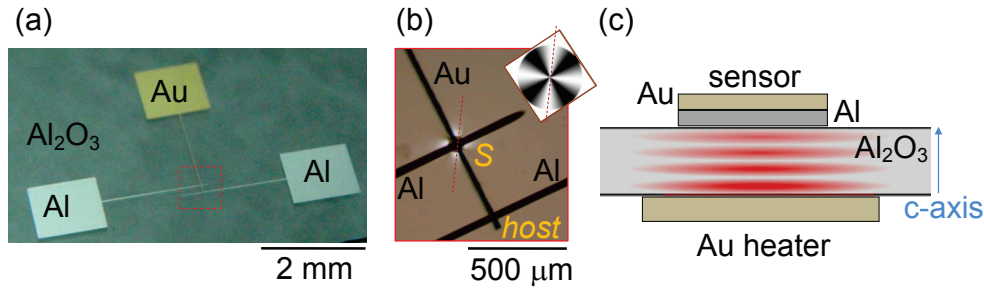 (a)
Au
Al₂O₃
Al
Al
2 mm
(b)
Au
S
Al
Al
host
500 μm
(c)
sensor
Au
Al
Al₂O₃
c-axis
Au heater